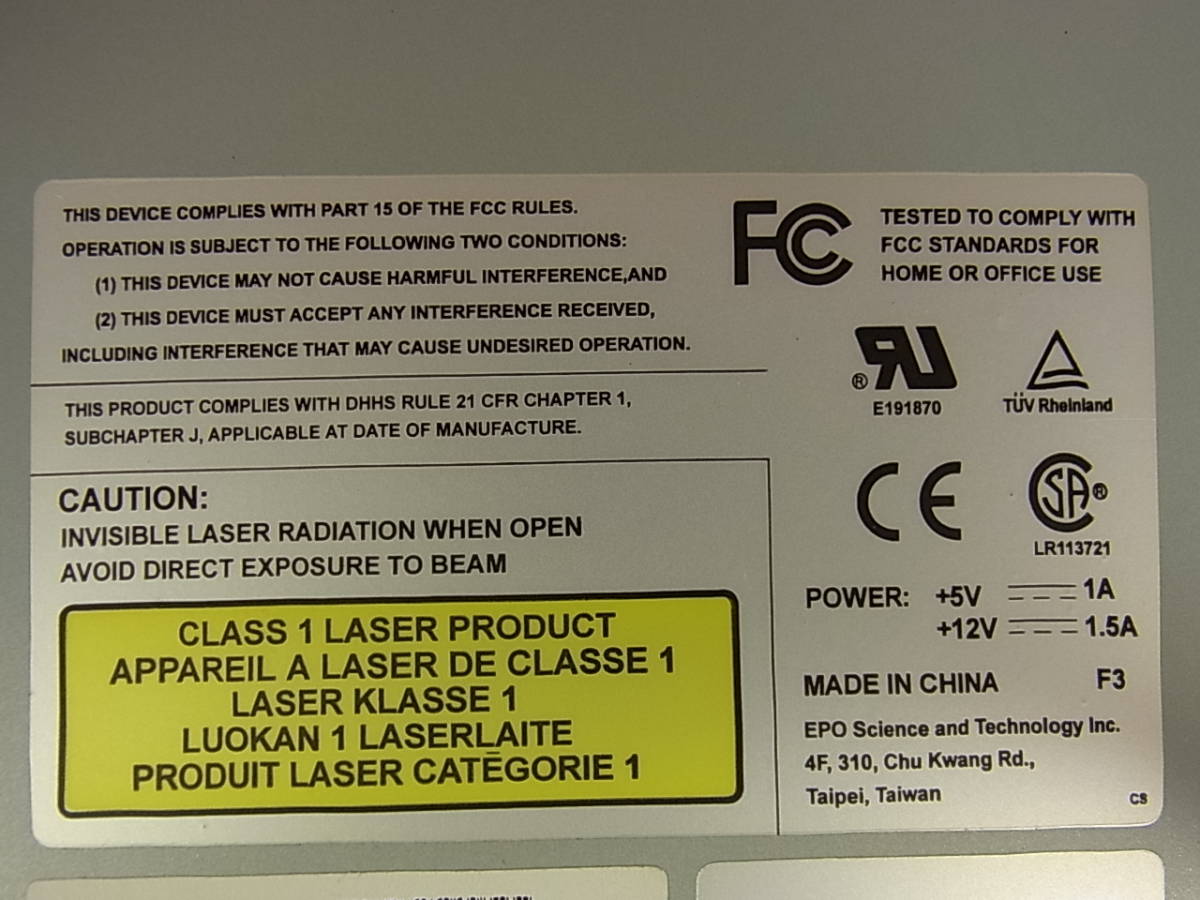 THIS DEVICE COMPLIES WITH PART 15 OF THE FCC RULES.
OPERATION IS SUBJECT TO THE FOLLOWING TWO CONDITIONS:
(1) THIS DEVICE MAY NOT CAUSE HARMFUL INTERFERENCE,AND
(2) THIS DEVICE MUST ACCEPT ANY INTERFERENCE RECEIVED,
INCLUDING INTERFERENCE THAT MAY CAUSE UNDESIRED OPERATION.
THIS PRODUCT COMPLIES WITH DHHS RULE 21 CFR CHAPTER 1,
SUBCHAPTER J, APPLICABLE AT DATE OF MANUFACTURE.
CAUTION:
INVISIBLE LASER RADIATION WHEN OPEN
AVOID DIRECT EXPOSURE TO BEAM
CLASS 1 LASER PRODUCT
APPAREIL A LASER DE CLASSE 1
LASER KLASSE 1
LUOKAN 1 LASERLAITE
PRODUIT LASER CATĒGORIE 1
FC
TESTED TO COMPLY WITH
FCC STANDARDS FOR
HOME OR OFFICE USE
RU®
E191870
TÜV Rheinland
CE
CSA®
LR113721
POWER: +5V 1A
+12V 1.5A
MADE IN CHINA F3
EPO Science and Technology Inc.
4F, 310, Chu Kwang Rd.,
Taipei, Taiwan
CS